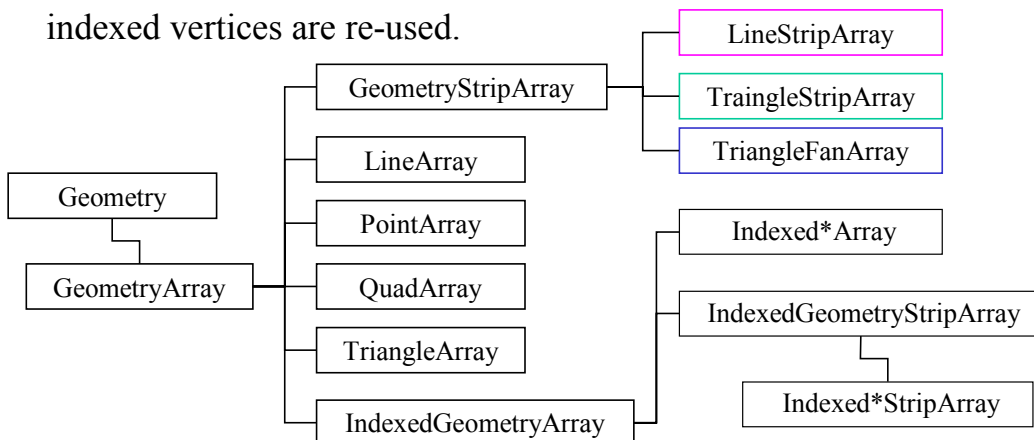 indexed vertices are re-used.
LineStripArray
GeometryStripArray
TraingleStripArray
LineArray
TriangleFanArray
Geometry
PointArray
Indexed*Array
GeometryArray
QuadArray
IndexedGeometryStripArray
TriangleArray
Indexed*StripArray
IndexedGeometryArray